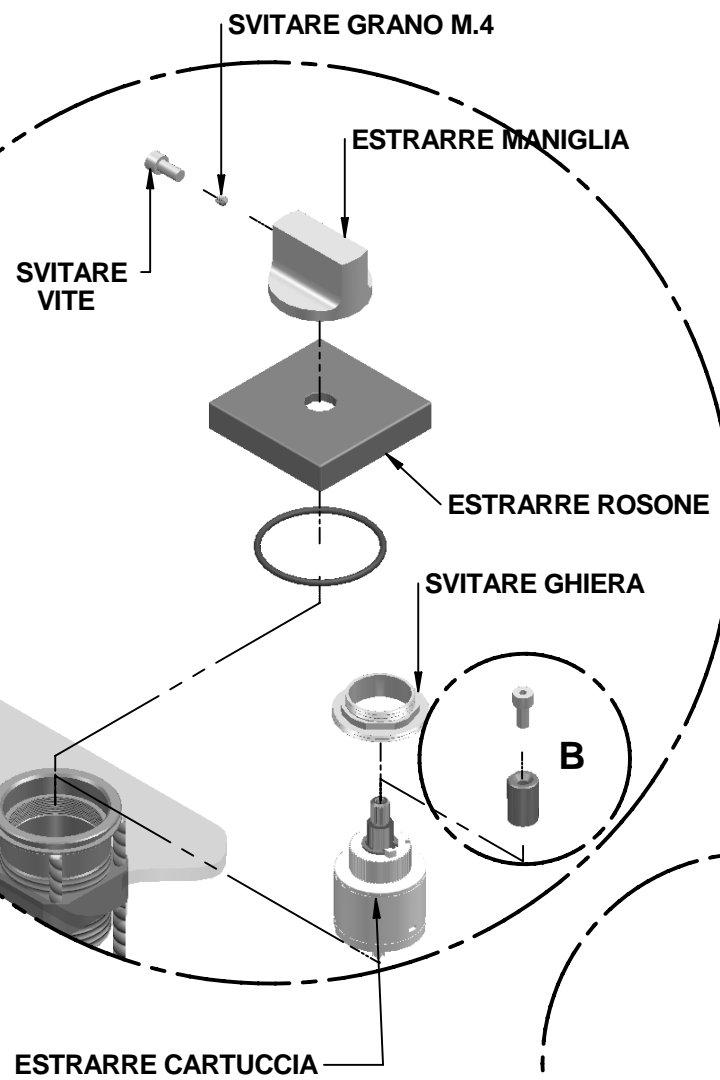 SVITARE GRANO M.4
ESTRARRE MANIGLIA
SVITARE
VITE
ESTRARRE ROSONE
SVITARE GHIERA
B
ESTRARRE CARTUCCIA